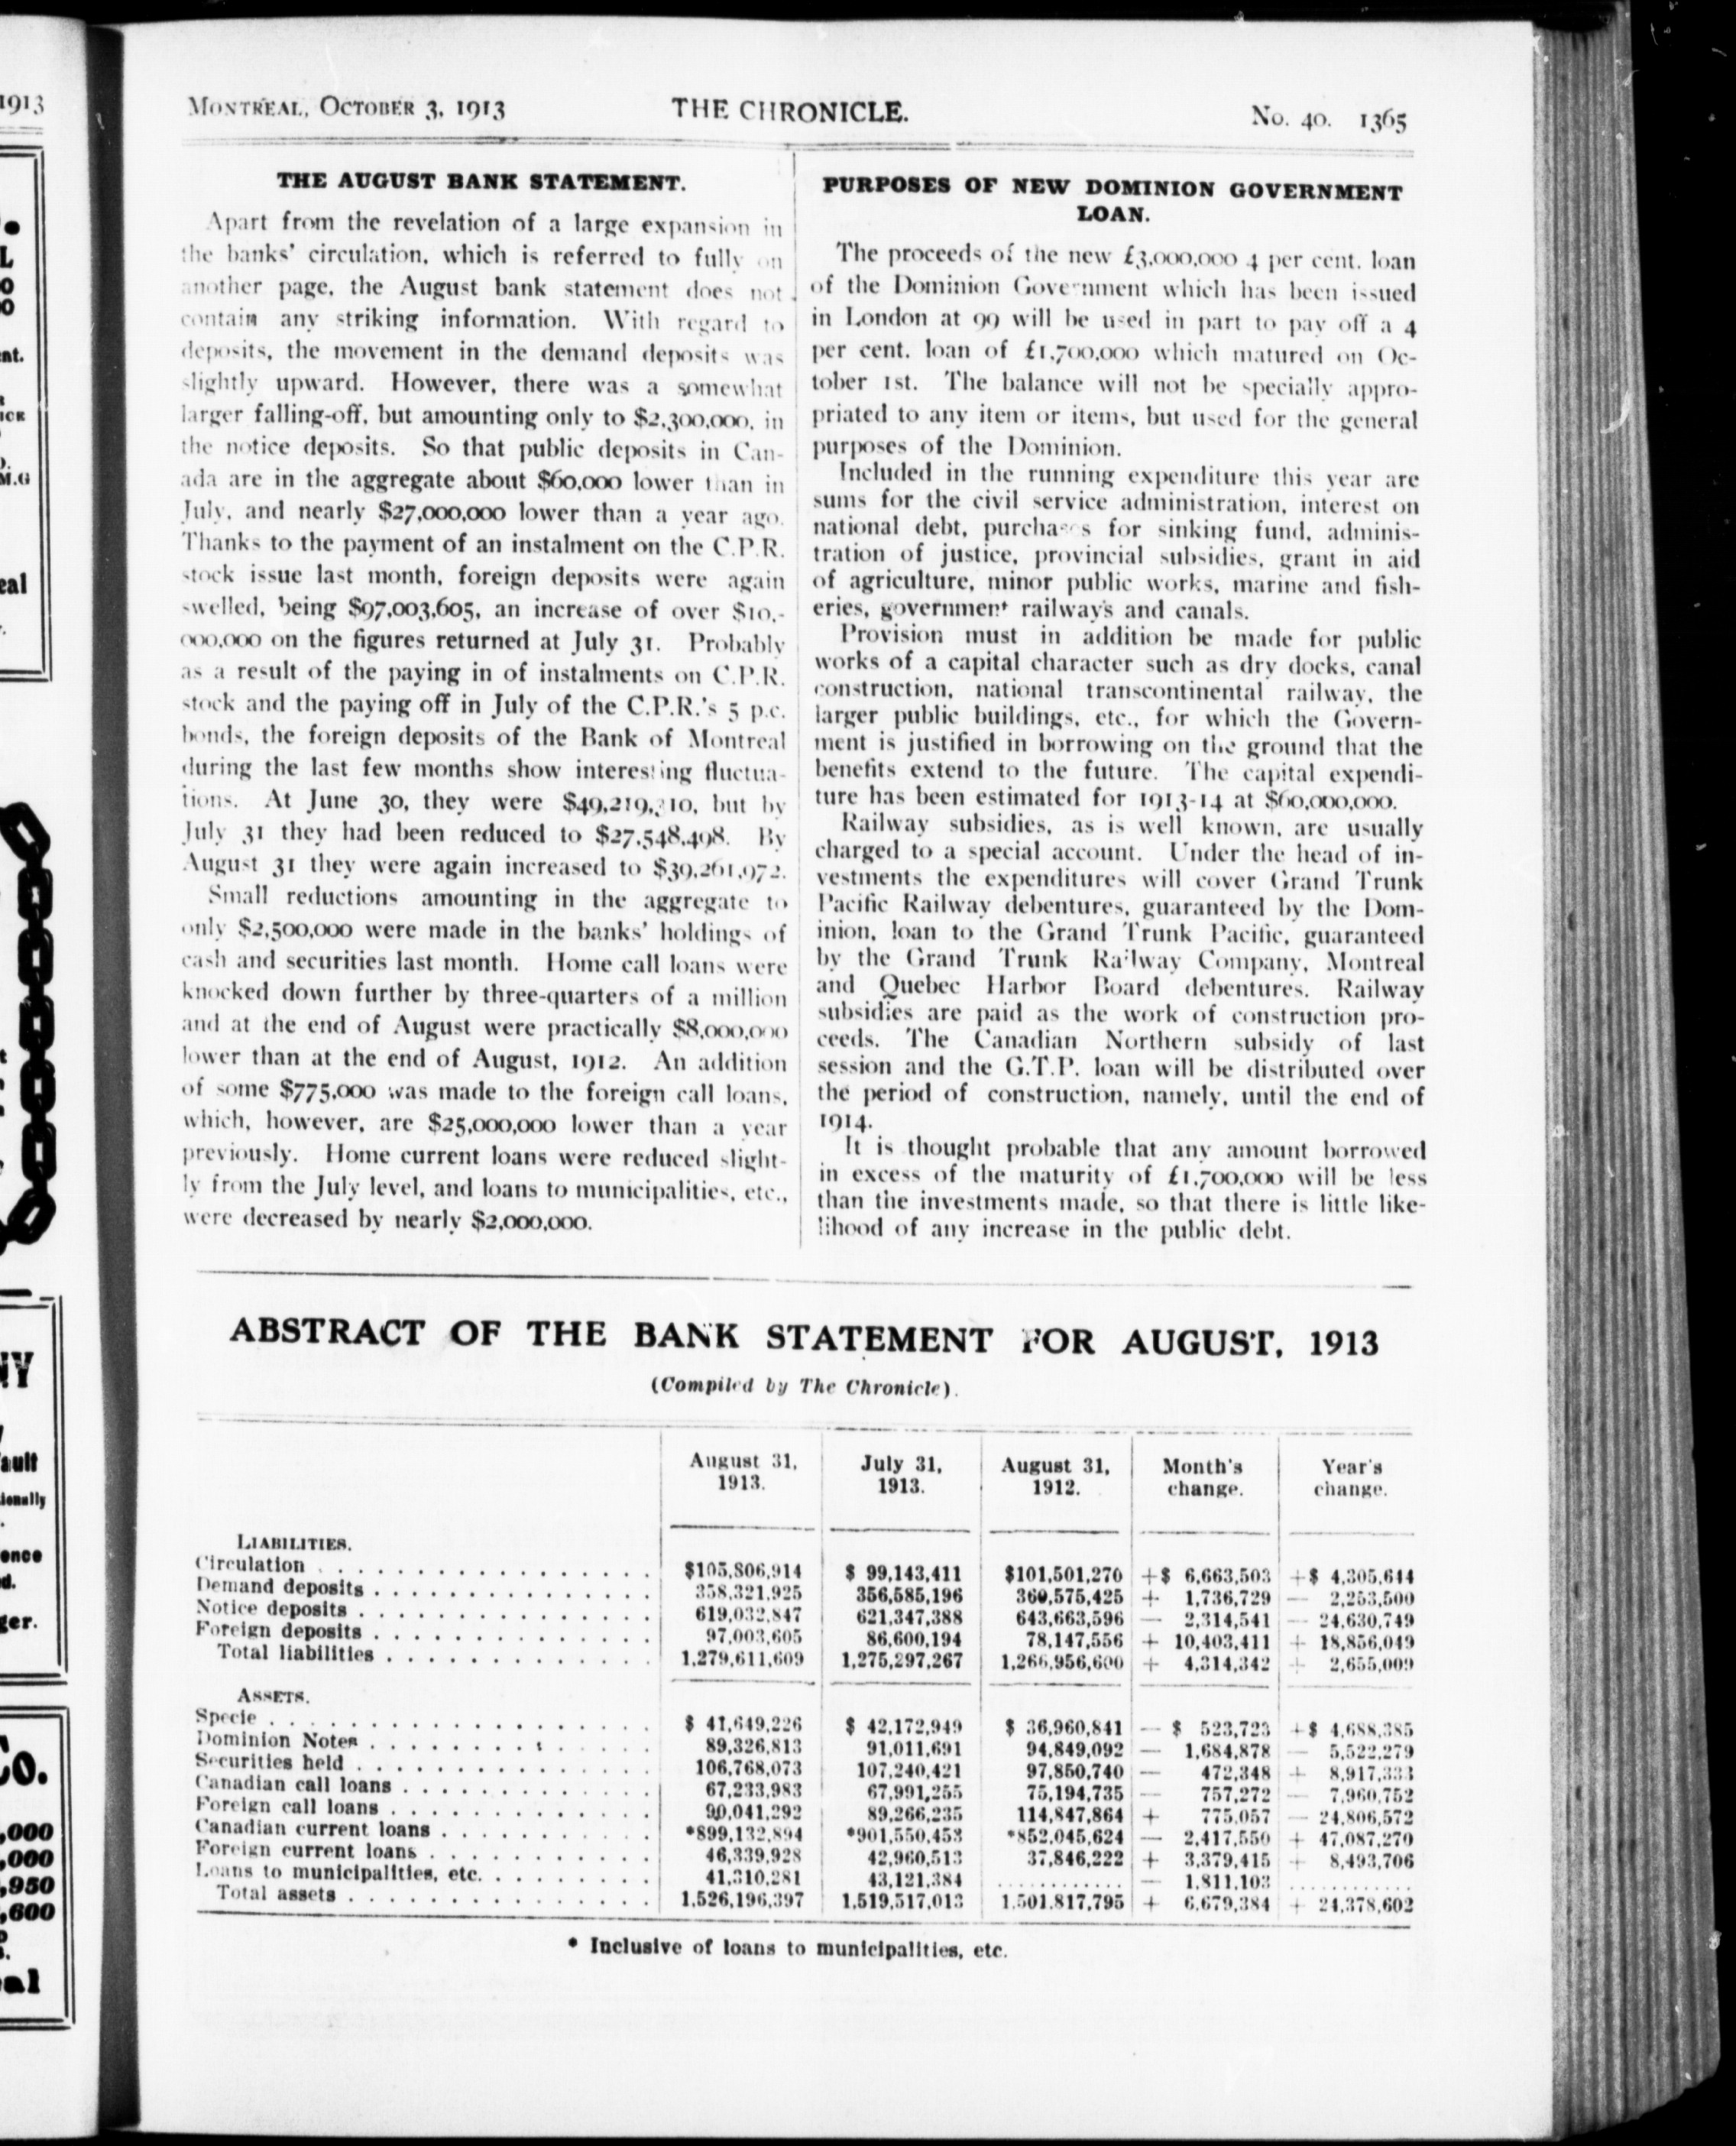 MONTREAL, OCTOBER 3, 1913 THE CHRONICLE. No. 40. 1365
THE AUGUST BANK STATEMENT.
Apart from the revelation of a large expansion in
the banks' circulation, which is referred to fully on
another page, the August bank statement does not
contain any striking information. With regard to
deposits, the movement in the demand deposits was
slightly upward. However, there was a somewhat
larger falling-off, but amounting only to $2,300,000, in
the notice deposits. So that public deposits in Can-
ada are in the aggregate about $60,000 lower than in
July, and nearly $27,000,000 lower than a year ago.
Thanks to the payment of an instalment on the C.P.R.
stock issue last month, foreign deposits were again
swelled, being $97,003,605, an increase of over $10,-
000,000 on the figures returned at July 31. Probably
as a result of the paying in of instalments on C.P.R.
stock and the paying off in July of the C.P.R.'s 5 p.c.
bonds, the foreign deposits of the Bank of Montreal
during the last few months show interesting fluctua-
tions. At June 30, they were $49,219,310, but by
July 31 they had been reduced to $27,548,498. By
August 31 they were again increased to $39,261,972.
Small reductions amounting in the aggregate to
only $2,500,000 were made in the banks' holdings of
cash and securities last month. Home call loans were
knocked down further by three-quarters of a million
and at the end of August were practically $8,000,000
lower than at the end of August, 1912. An addition
of some $775,000 was made to the foreign call loans,
which, however, are $25,000,000 lower than a year
previously. Home current loans were reduced slight-
ly from the July level, and loans to municipalities, etc.,
were decreased by nearly $2,000,000.
PURPOSES OF NEW DOMINION GOVERNMENT
LOAN.
The proceeds of the new £3,000,000 4 per cent. loan
of the Dominion Government which has been issued
in London at 99 will be used in part to pay off a 4
per cent. loan of £1,700,000 which matured on Oc-
tober 1st. The balance will not be specially appro-
priated to any item or items, but used for the general
purposes of the Dominion.
Included in the running expenditure this year are
sums for the civil service administration, interest on
national debt, purchases for sinking fund, adminis-
tration of justice, provincial subsidies, grant in aid
of agriculture, minor public works, marine and fish-
eries, government railways and canals.
Provision must in addition be made for public
works of a capital character such as dry docks, canal
construction, national transcontinental railway, the
larger public buildings, etc., for which the Govern-
ment is justified in borrowing on the ground that the
benefits extend to the future. The capital expendi-
ture has been estimated for 1913-14 at $60,000,000.
Railway subsidies, as is well known, are usually
charged to a special account. Under the head of in-
vestments the expenditures will cover Grand Trunk
Pacific Railway debentures, guaranteed by the Dom-
inion, loan to the Grand Trunk Pacific, guaranteed
by the Grand Trunk Railway Company, Montreal
and Quebec Harbor Board debentures. Railway
subsidies are paid as the work of construction pro-
ceeds. The Canadian Northern subsidy of last
session and the G.T.P. loan will be distributed over
the period of construction, namely, until the end of
1914.
It is thought probable that any amount borrowed
in excess of the maturity of £1,700,000 will be less
than the investments made, so that there is little like-
lihood of any increase in the public debt.
ABSTRACT OF THE BANK STATEMENT FOR AUGUST, 1913
(Compiled by The Chronicle).
August 31, 1913. July 31, 1913. August 31, 1912. Month's change. Year's change.
LIABILITIES.
Circulation $105,806,914 $ 99,143,411 $101,501,270 +$ 6,663,503 +$ 4,305,644
Demand deposits 358,321,925 356,585,196 360,575,425 + 1,736,729 — 2,253,500
Notice deposits 619,032,847 621,347,388 643,663,596 — 2,314,541 — 24,630,749
Foreign deposits 97,003,605 86,600,194 78,147,556 + 10,403,411 + 18,856,049
Total liabilities 1,279,611,609 1,275,297,267 1,266,956,600 + 4,314,342 + 2,655,009
ASSETS.
Specie $ 41,649,226 $ 42,172,949 $ 36,960,841 — $ 523,723 +$ 4,688,385
Dominion Notes 89,326,813 91,011,691 94,849,092 — 1,684,878 — 5,522,279
Securities held 106,768,073 107,240,421 97,850,740 — 472,348 + 8,917,333
Canadian call loans 67,233,983 67,991,255 75,194,735 — 757,272 — 7,960,752
Foreign call loans 90,041,292 89,266,235 114,847,864 + 775,057 — 24,806,572
Canadian current loans *899,132,894 *901,550,453 *852,045,624 — 2,417,550 + 47,087,270
Foreign current loans 46,339,928 42,960,513 37,846,222 + 3,379,415 + 8,493,706
Loans to municipalities, etc. 41,310,281 43,121,384 ............ — 1,811,103 ............
Total assets 1,526,196,397 1,519,517,013 1,501,817,795 + 6,679,384 + 24,378,602
* Inclusive of loans to municipalities, etc.